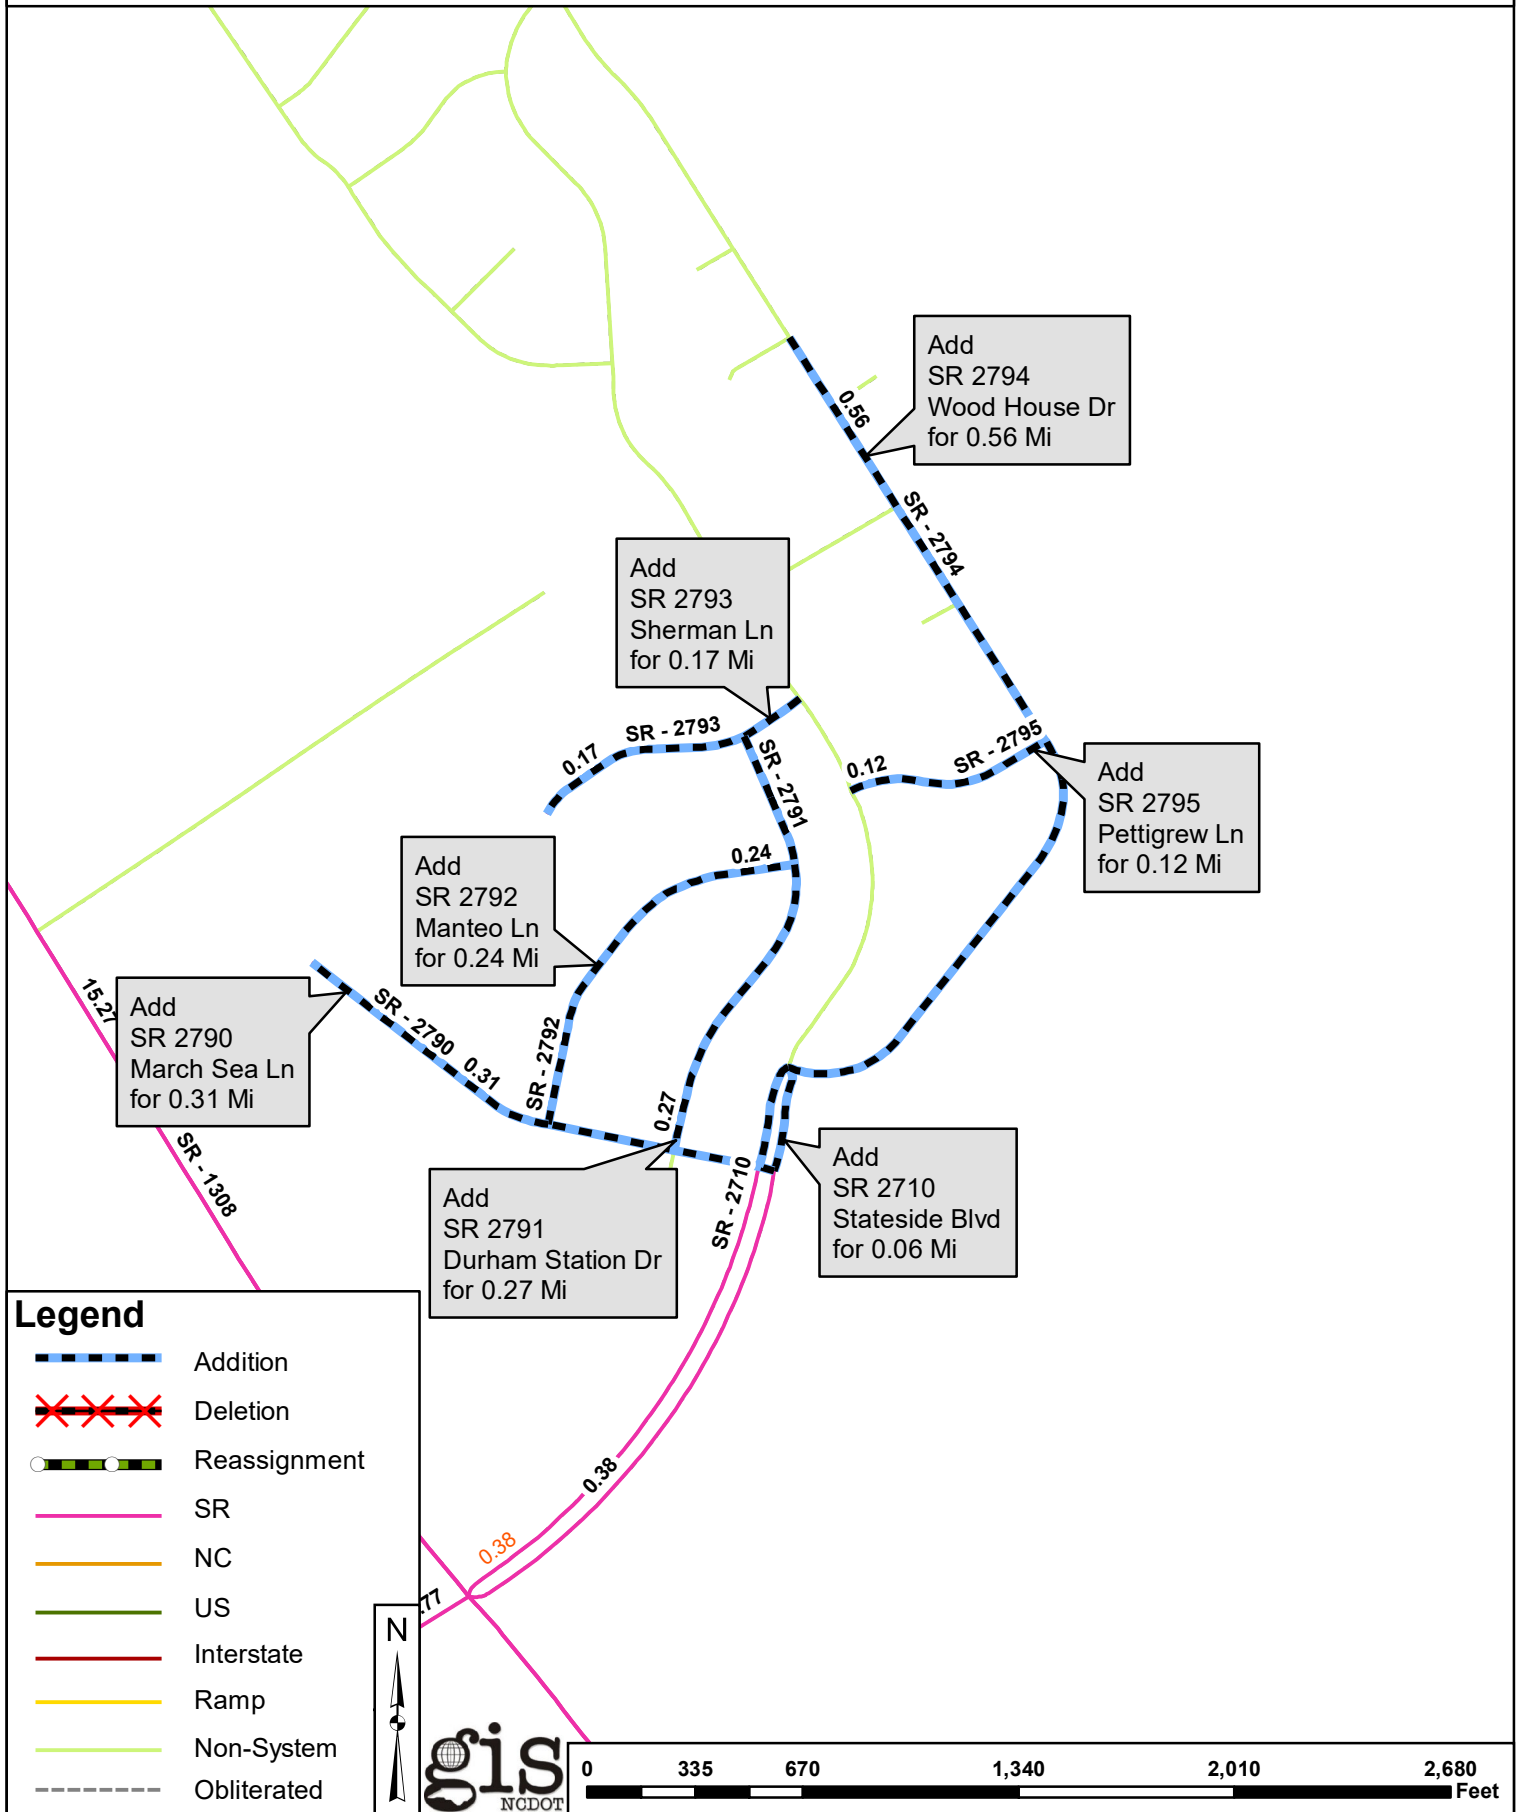 Add
SR 2794
Wood House Dr
for 0.56 Mi
0.56
SR - 2794
Add
SR 2793
Sherman Ln
for 0.17 Mi
SR - 2793
0.17
SR - 2791
0.12
SR - 2795
Add
SR 2795
Pettigrew Ln
for 0.12 Mi
Add
SR 2792
Manteo Ln
for 0.24 Mi
0.24
15.27
Add
SR 2790
March Sea Ln
for 0.31 Mi
SR - 2790
0.31
SR - 2792
0.27
SR - 1308
Add
SR 2791
Durham Station Dr
for 0.27 Mi
SR - 2710
Add
SR 2710
Stateside Blvd
for 0.06 Mi
0.38
0.38
.77
Legend
Addition
Deletion
Reassignment
SR
NC
US
Interstate
Ramp
Non-System
Obliterated
N
gis
NCDOT
0 335 670 1,340 2,010 2,680
Feet